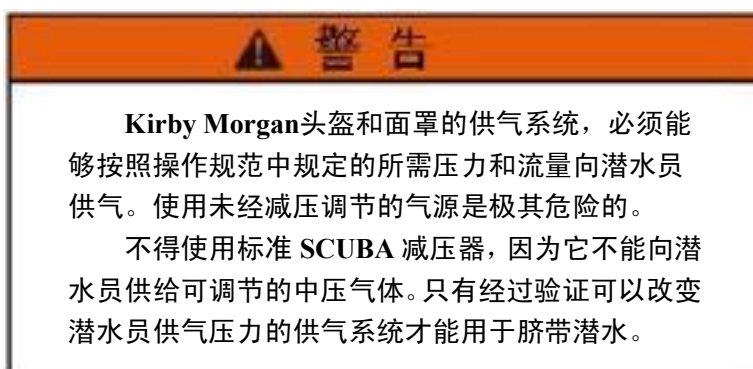 警告
Kirby Morgan头盔和面罩的供气系统，必须能
够按照操作规范中规定的所需压力和流量向潜水员
供气。使用未经减压调节的气源是极其危险的。
不得使用标准 SCUBA 减压器，因为它不能向潜
水员供给可调节的中压气体。只有经过验证可以改变
潜水员供气压力的供气系统才能用于脐带潜水。